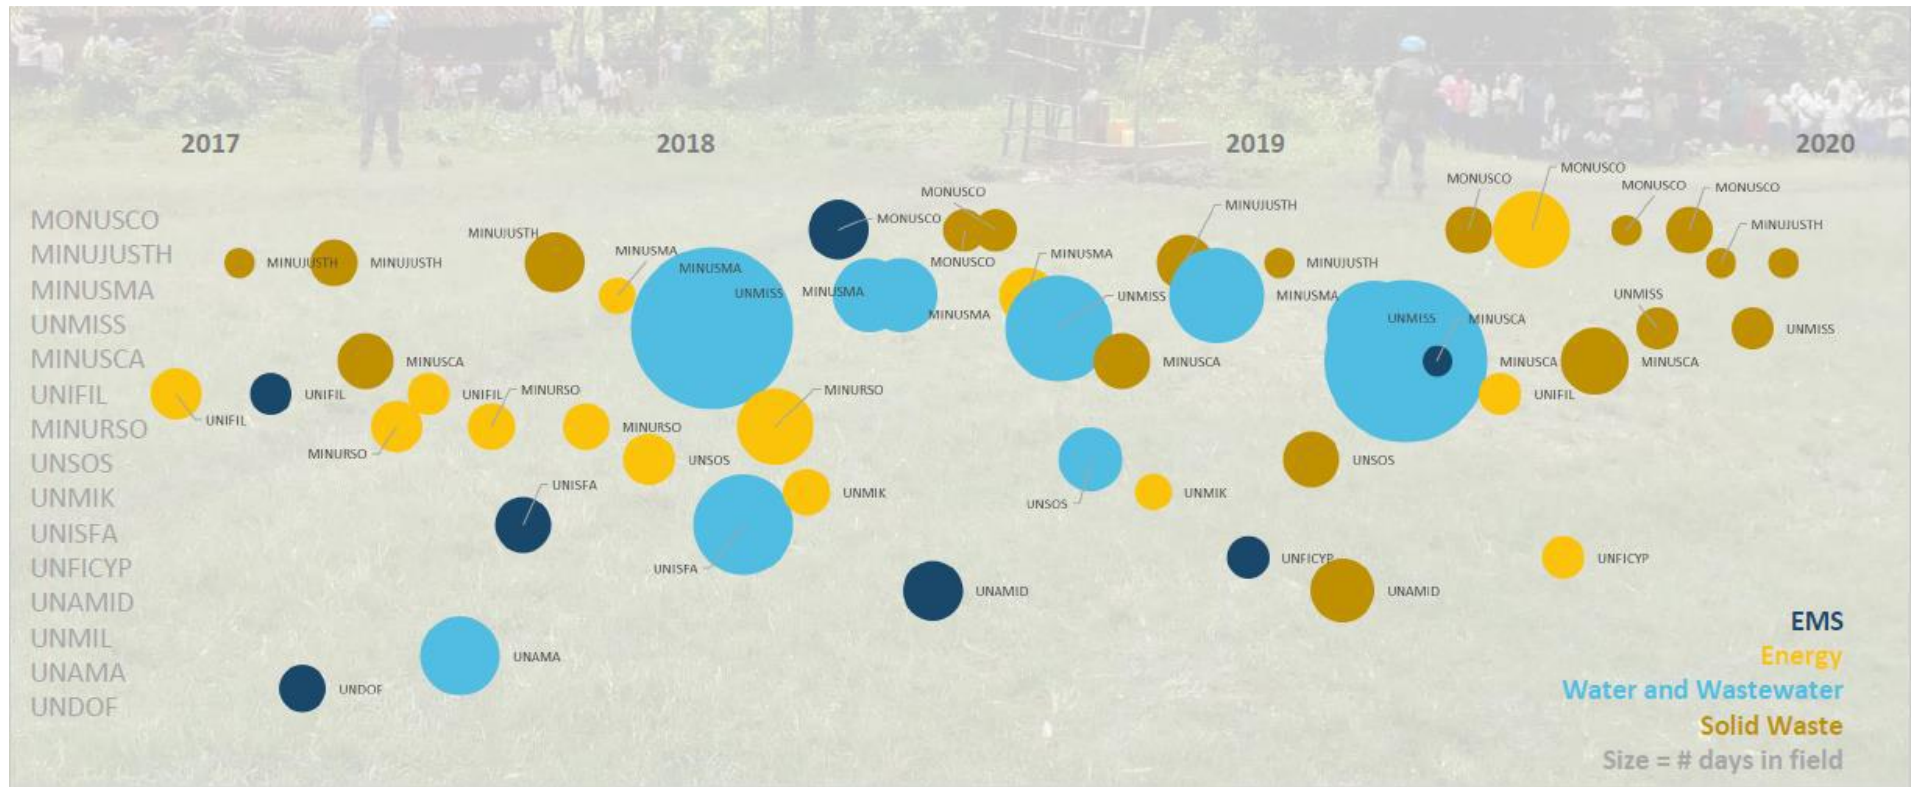 2017 2018 2019 2020
MONUSCO
MINUJUSTH
MINUSMA
UNMISS
MINUSCA
UNIFIL
MINURSO
UNSOS
UNMIK
UNISFA
UNFICYP
UNAMID
UNMIL
UNAMA
UNDOF
MONUSCO
MONUSCO
MONUSCO
MONUSCO
MONUSCO
MONUSCO
MONUSCO
MINUJUSTH
MINUJUSTH
MINUJUSTH
MINUJUSTH
MINUJUSTH
MINUJUSTH
MINUSMA
MINUSMA
MINUSMA
MINUSMA
MINUSMA
MINUSMA
UNMISS
UNMISS
UNMISS
UNMISS
UNMISS
MINUSCA
MINUSCA
MINUSCA
MINUSCA
MINUSCA
UNIFIL
UNIFIL
UNIFIL
UNIFIL
MINURSO
MINURSO
MINURSO
MINURSO
UNSOS
UNSOS
UNSOS
UNMIK
UNMIK
UNISFA
UNISFA
UNFICYP
UNFICYP
UNAMID
UNAMID
UNAMA
UNDOF
EMS
Energy
Water and Wastewater
Solid Waste
Size = # days in field